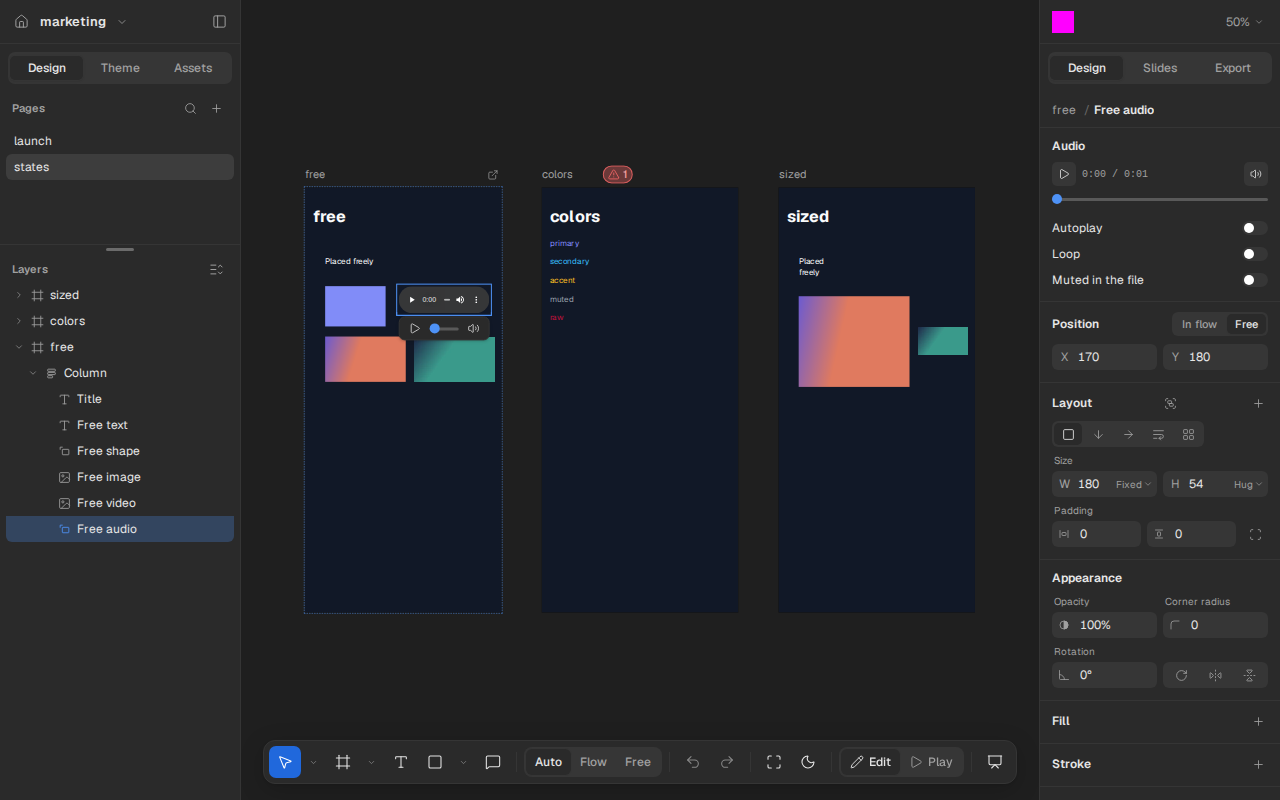 marketing
Design Theme Assets
Pages
launch
states
Layers
sized
colors
free
Column
Title
Free text
Free shape
Free image
Free video
Free audio
free
free
Placed freely
0:00
colors
1
colors
primary
secondary
accent
muted
raw
sized
sized
Placed
freely
Auto Flow Free
Edit Play
50%
Design Slides Export
free / Free audio
Audio
0:00 / 0:01
Autoplay
Loop
Muted in the file
Position In flow Free
X 170 Y 180
Layout
Size
W 180 Fixed H 54 Hug
Padding
0 0
Appearance
Opacity Corner radius
100% 0
Rotation
0°
Fill
Stroke